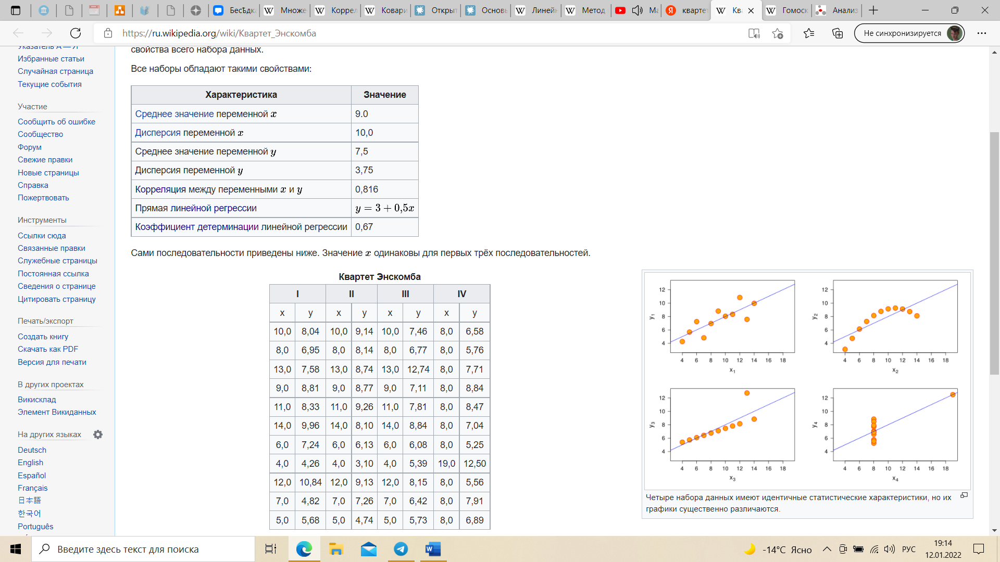 Бесѣдк
Множе
Коррел
Ковари
Открыт
Основы
Линейн
Метод
Ма
квартет
Ква
Гомоск
Анализ
https://ru.wikipedia.org/wiki/Квартет_Энскомба
Не синхронизируется
Указатель А — Я
Избранные статьи
Случайная страница
Текущие события
Участие
Сообщить об ошибке
Сообщество
Форум
Свежие правки
Новые страницы
Справка
Пожертвовать
Инструменты
Ссылки сюда
Связанные правки
Служебные страницы
Постоянная ссылка
Сведения о странице
Цитировать страницу
Печать/экспорт
Создать книгу
Скачать как PDF
Версия для печати
В других проектах
Викисклад
Элемент Викиданных
На других языках
Deutsch
English
Español
Français
日本語
한국어
Português
свойства всего набора данных.
Все наборы обладают такими свойствами:
Характеристика Значение
Среднее значение переменной x 9.0
Дисперсия переменной x 10,0
Среднее значение переменной y 7,5
Дисперсия переменной y 3,75
Корреляция между переменными x и y 0,816
Прямая линейной регрессии y = 3 + 0,5x
Коэффициент детерминации линейной регрессии 0,67
Сами последовательности приведены ниже. Значение x одинаковы для первых трёх последовательностей.
Квартет Энскомба
I II III IV
x y x y x y x y
10,0 8,04 10,0 9,14 10,0 7,46 8,0 6,58
8,0 6,95 8,0 8,14 8,0 6,77 8,0 5,76
13,0 7,58 13,0 8,74 13,0 12,74 8,0 7,71
9,0 8,81 9,0 8,77 9,0 7,11 8,0 8,84
11,0 8,33 11,0 9,26 11,0 7,81 8,0 8,47
14,0 9,96 14,0 8,10 14,0 8,84 8,0 7,04
6,0 7,24 6,0 6,13 6,0 6,08 8,0 5,25
4,0 4,26 4,0 3,10 4,0 5,39 19,0 12,50
12,0 10,84 12,0 9,13 12,0 8,15 8,0 5,56
7,0 4,82 7,0 7,26 7,0 6,42 8,0 7,91
5,0 5,68 5,0 4,74 5,0 5,73 8,0 6,89
12
10
8
6
4
y1
4 6 8 10 12 14 16 18
x1
12
10
8
6
4
y2
4 6 8 10 12 14 16 18
x2
12
10
8
6
4
y3
4 6 8 10 12 14 16 18
x3
12
10
8
6
4
y4
4 6 8 10 12 14 16 18
x4
Четыре набора данных имеют идентичные статистические характеристики, но их
графики существенно различаются.
Введите здесь текст для поиска
-14°C Ясно
РУС
19:14
12.01.2022